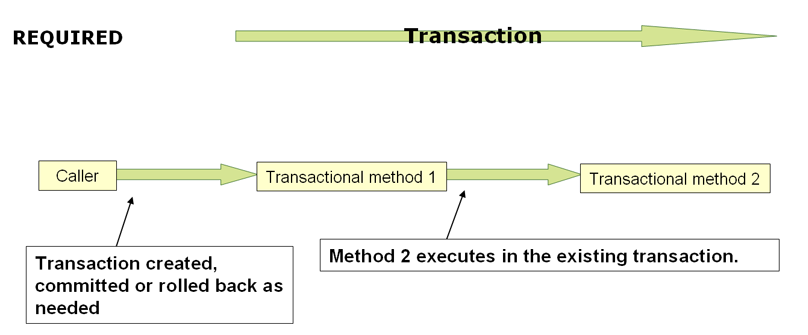 REQUIRED
Transaction
Caller
Transactional method 1
Transactional method 2
Transaction created,
committed or rolled back as
needed
Method 2 executes in the existing transaction.